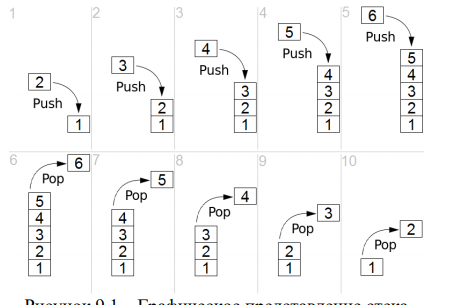 1 2 3 4 5
2 Push 1
3 Push 2 1
4 Push 3 2 1
5 Push 4 3 2 1
6 Push 5 4 3 2 1
6 7 8 9 10
6 Pop 5 4 3 2 1
5 Pop 4 3 2 1
4 Pop 3 2 1
3 Pop 2 1
2 Pop 1
Рисунок 9.1 – Графическое представление стека